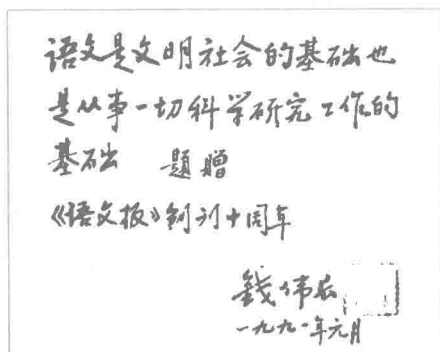 语文是文明社会的基础也
是从事一切科学研究工作的
基础 题赠
《语文报》创刊十周年
钱伟长
一九九一年元月